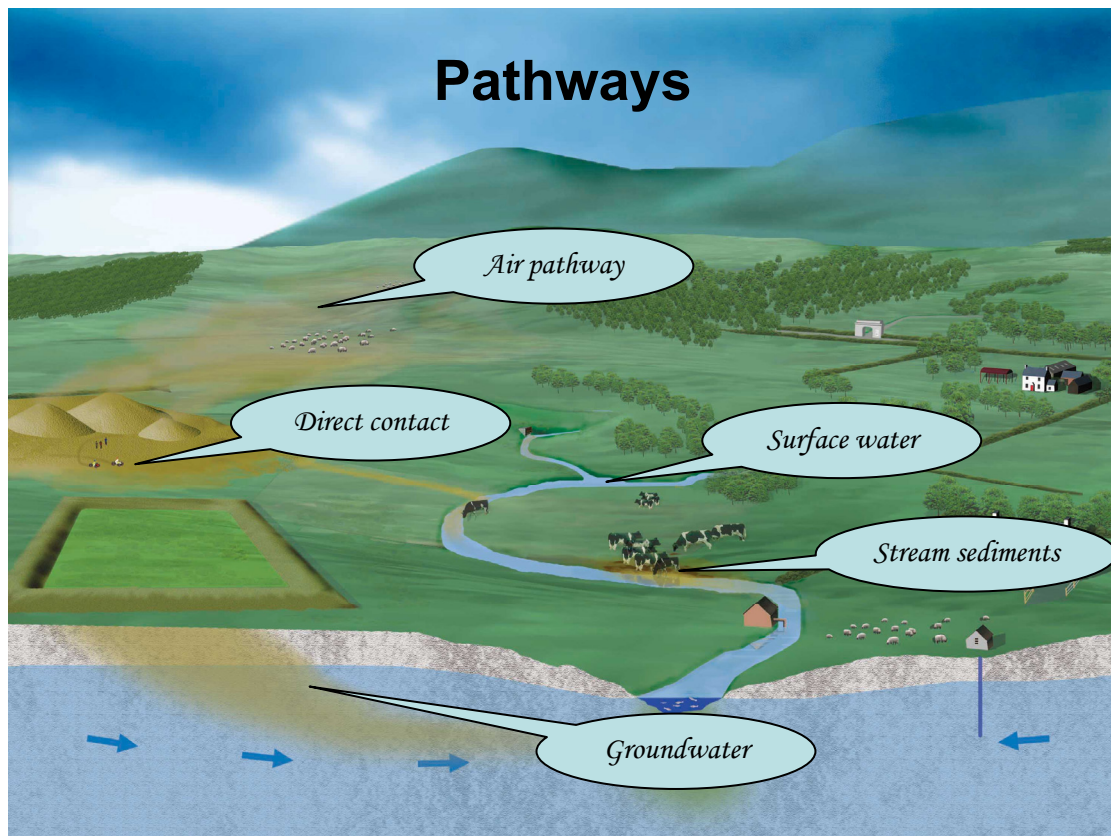 Pathways
Air pathway
Direct contact
Surface water
Stream sediments
Groundwater